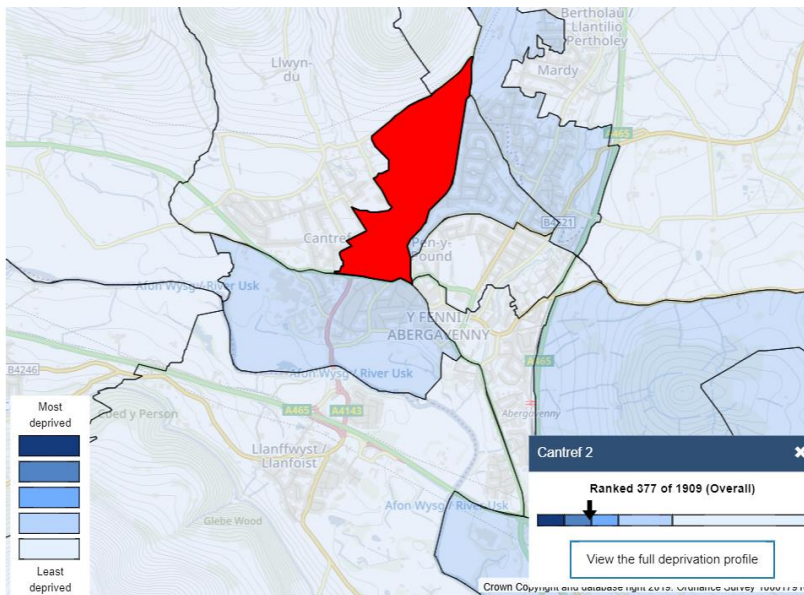 Bertholau /
Llantilio
Pertholey
Llwyn-
du
Mardy
A465
B4521
Cantref
Pen-y-
ound
Afon Wysg / River Usk
Y FENNI /
ABERGAVENNY
B4246
Afon Wysg / River Usk
A465
Most
deprived
ed y Person
A465
A4143
Abergavenny
Llanffwyst /
Llanfoist
Cantref 2
Ranked 377 of 1909 (Overall)
Afon Wysg / River Usk
Glebe Wood
View the full deprivation profile
Least
deprived
Crown Copyright and database right 2019. Ordnance Survey